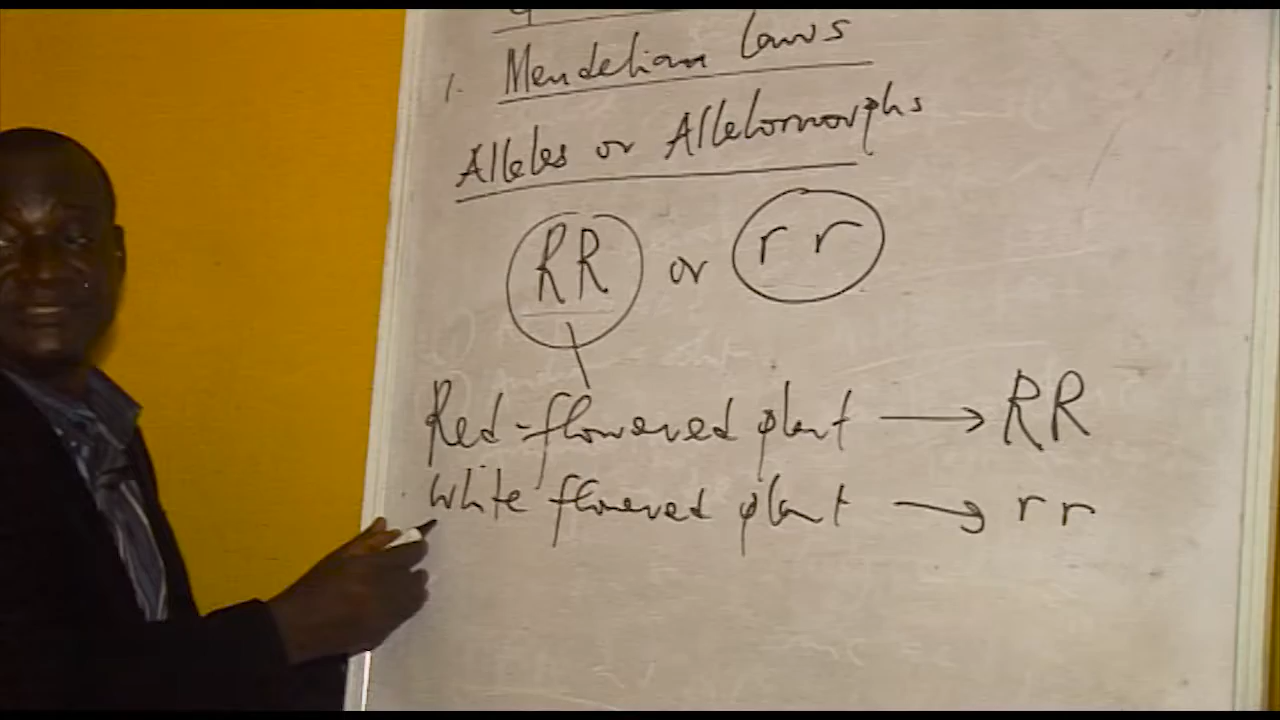 1. Mendelian laws
Alleles or Allelomorphs
RR or rr
Red-flowered plant → RR
White flowered plant → rr